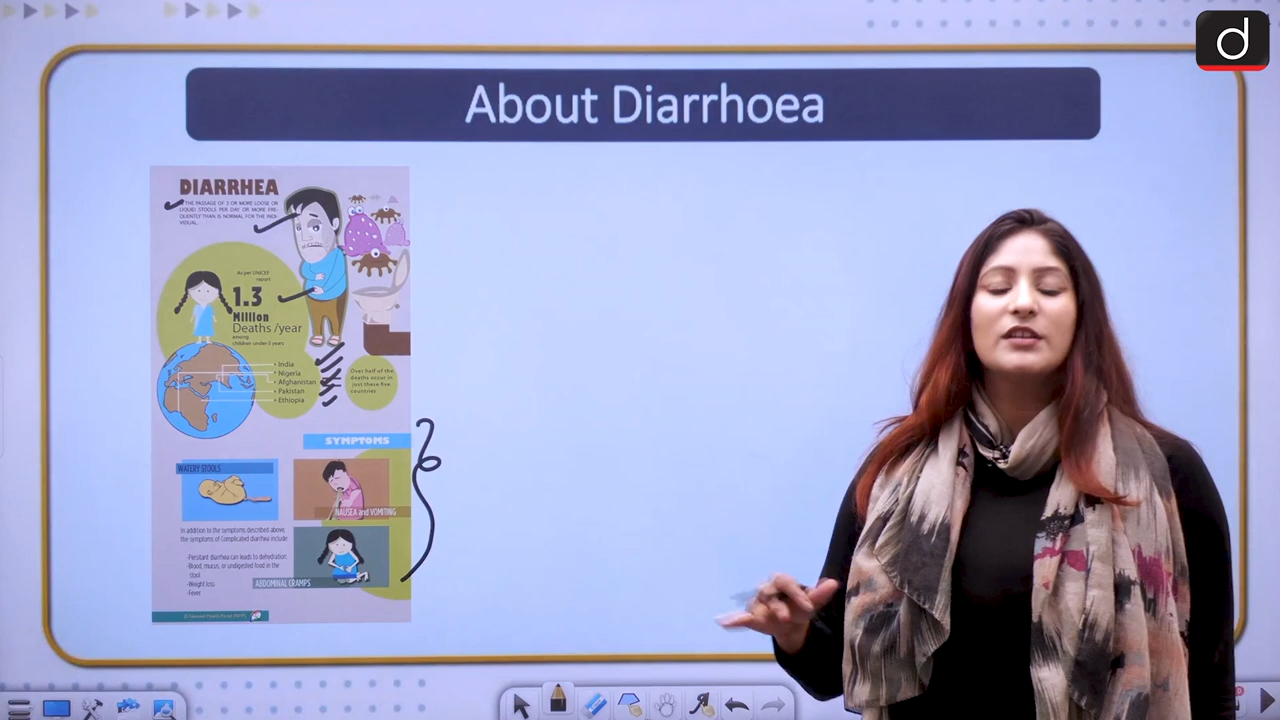 d
About Diarrhoea
DIARRHEA
THE PASSAGE OF 3 OR MORE LOOSE OR
LIQUID STOOLS PER DAY OR MORE FRE-
QUENTLY THAN IS NORMAL FOR THE INDI-
VIDUAL.
As per UNICEF
report
1.3
Million
Deaths /year
among
children under 5 years
• India
• Nigeria
• Afghanistan
• Pakistan
• Ethiopia
Over half of the
deaths occur in
just these five
countries
SYMPTOMS
WATERY STOOLS
NAUSEA and VOMITING
In addition to the symptoms described above,
the symptoms of Complicated diarrhea include:
-Persitant diarrhea can leads to dehydration
-Blood, mucus, or undigested food in the
stool
-Weight loss
-Fever
ABDOMINAL CRAMPS